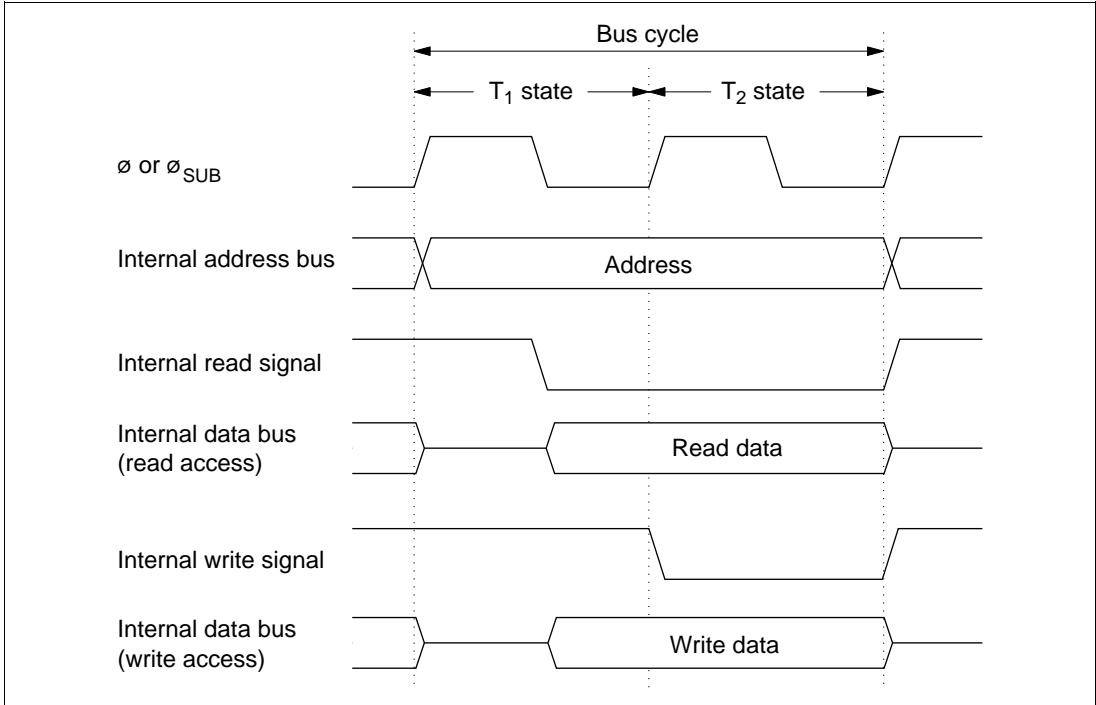 Bus cycle
T1 state
T2 state
ø or øSUB
Internal address bus
Address
Internal read signal
Internal data bus
(read access)
Read data
Internal write signal
Internal data bus
(write access)
Write data